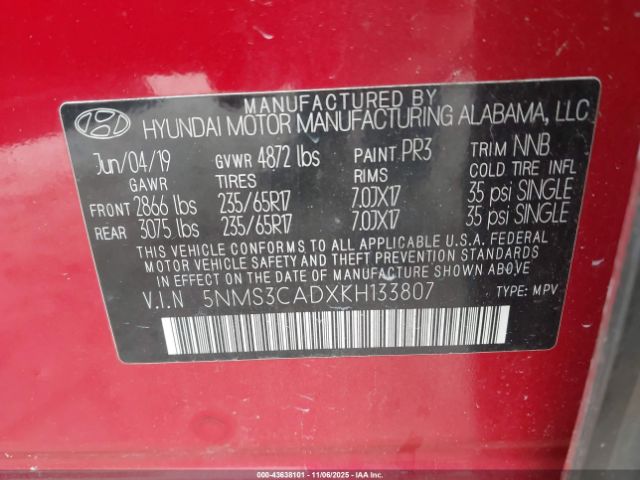 MANUFACTURED BY
HYUNDAI MOTOR MANUFACTURING ALABAMA, LLC
Jun/04/19 GVWR 4872 lbs PAINT PR3 TRIM NNB
GAWR TIRES RIMS COLD TIRE INFL
FRONT 2866 lbs 235/65R17 7.0JX17 35 psi SINGLE
REAR 3075 lbs 235/65R17 7.0JX17 35 psi SINGLE
THIS VEHICLE CONFORMS TO ALL APPLICABLE U.S.A. FEDERAL
MOTOR VEHICLE SAFETY AND THEFT PREVENTION STANDARDS
IN EFFECT ON THE DATE OF MANUFACTURE SHOWN ABOVE.
V.I.N 5NMS3CADXKH133807 TYPE: MPV
000-43638101 - 11/06/2025 - IAAI.COM